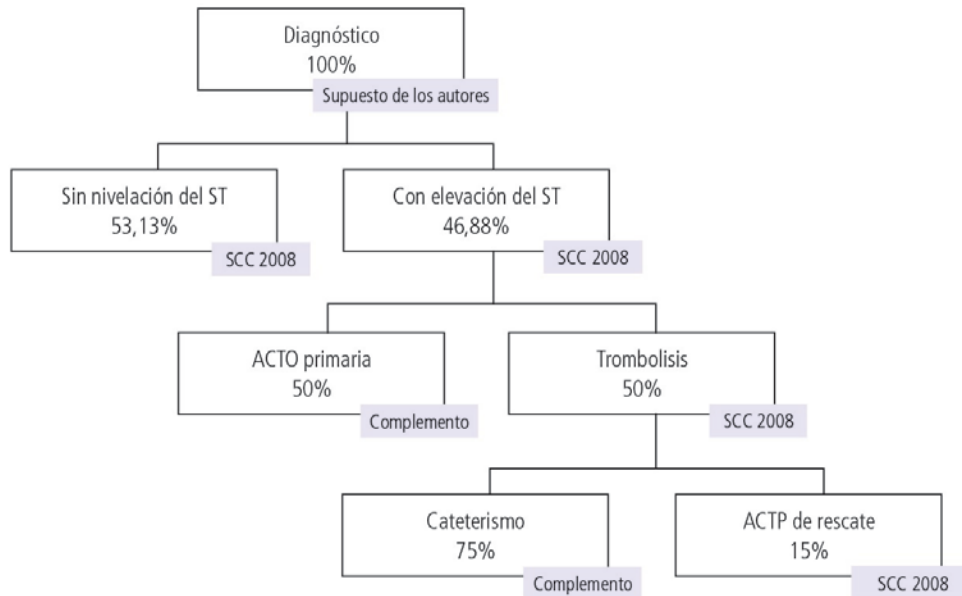 Diagnóstico
100%
Supuesto de los autores
Sin nivelación del ST
53,13%
SCC 2008
Con elevación del ST
46,88%
SCC 2008
ACTO primaria
50%
Complemento
Trombolisis
50%
SCC 2008
Cateterismo
75%
Complemento
ACTP de rescate
15%
SCC 2008